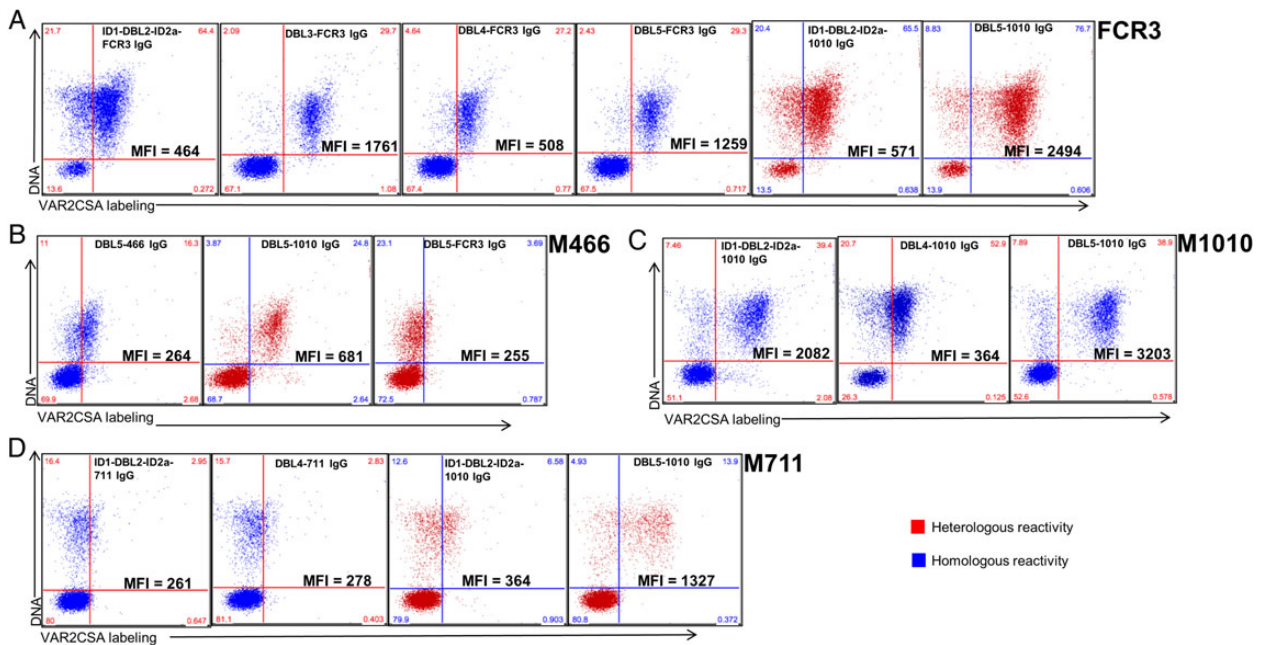 A
FCR3
21.7
ID1-DBL2-ID2a-
FCR3 IgG
64.4
MFI = 464
13.6
0.272
2.09
DBL3-FCR3 IgG
29.7
MFI = 1761
67.1
1.08
4.64
DBL4-FCR3 IgG
27.2
MFI = 508
67.4
0.77
2.43
DBL5-FCR3 IgG
29.3
MFI = 1259
67.5
0.717
20.4
ID1-DBL2-ID2a-
1010 IgG
65.5
MFI = 571
13.5
0.638
8.83
DBL5-1010 IgG
76.7
MFI = 2494
13.9
0.606
DNA
VAR2CSA labeling
B
M466
11
DBL5-466 IgG
16.3
MFI = 264
69.9
2.68
3.87
DBL5-1010 IgG
24.8
MFI = 681
68.7
2.64
23.1
DBL5-FCR3 IgG
3.69
MFI = 255
72.5
0.787
DNA
VAR2CSA labeling
C
M1010
7.46
ID1-DBL2-ID2a-
1010 IgG
39.4
MFI = 2082
51.1
2.08
20.7
DBL4-1010 IgG
52.9
MFI = 364
26.3
0.125
7.89
DBL5-1010 IgG
38.9
MFI = 3203
52.6
0.578
DNA
VAR2CSA labeling
D
M711
16.4
ID1-DBL2-ID2a-
711 IgG
2.95
MFI = 261
80
0.647
15.7
DBL4-711 IgG
2.83
MFI = 278
81.1
0.403
12.6
ID1-DBL2-ID2a-
1010 IgG
6.58
MFI = 364
79.9
0.903
4.93
DBL5-1010 IgG
13.9
MFI = 1327
80.8
0.372
DNA
VAR2CSA labeling
Heterologous reactivity
Homologous reactivity